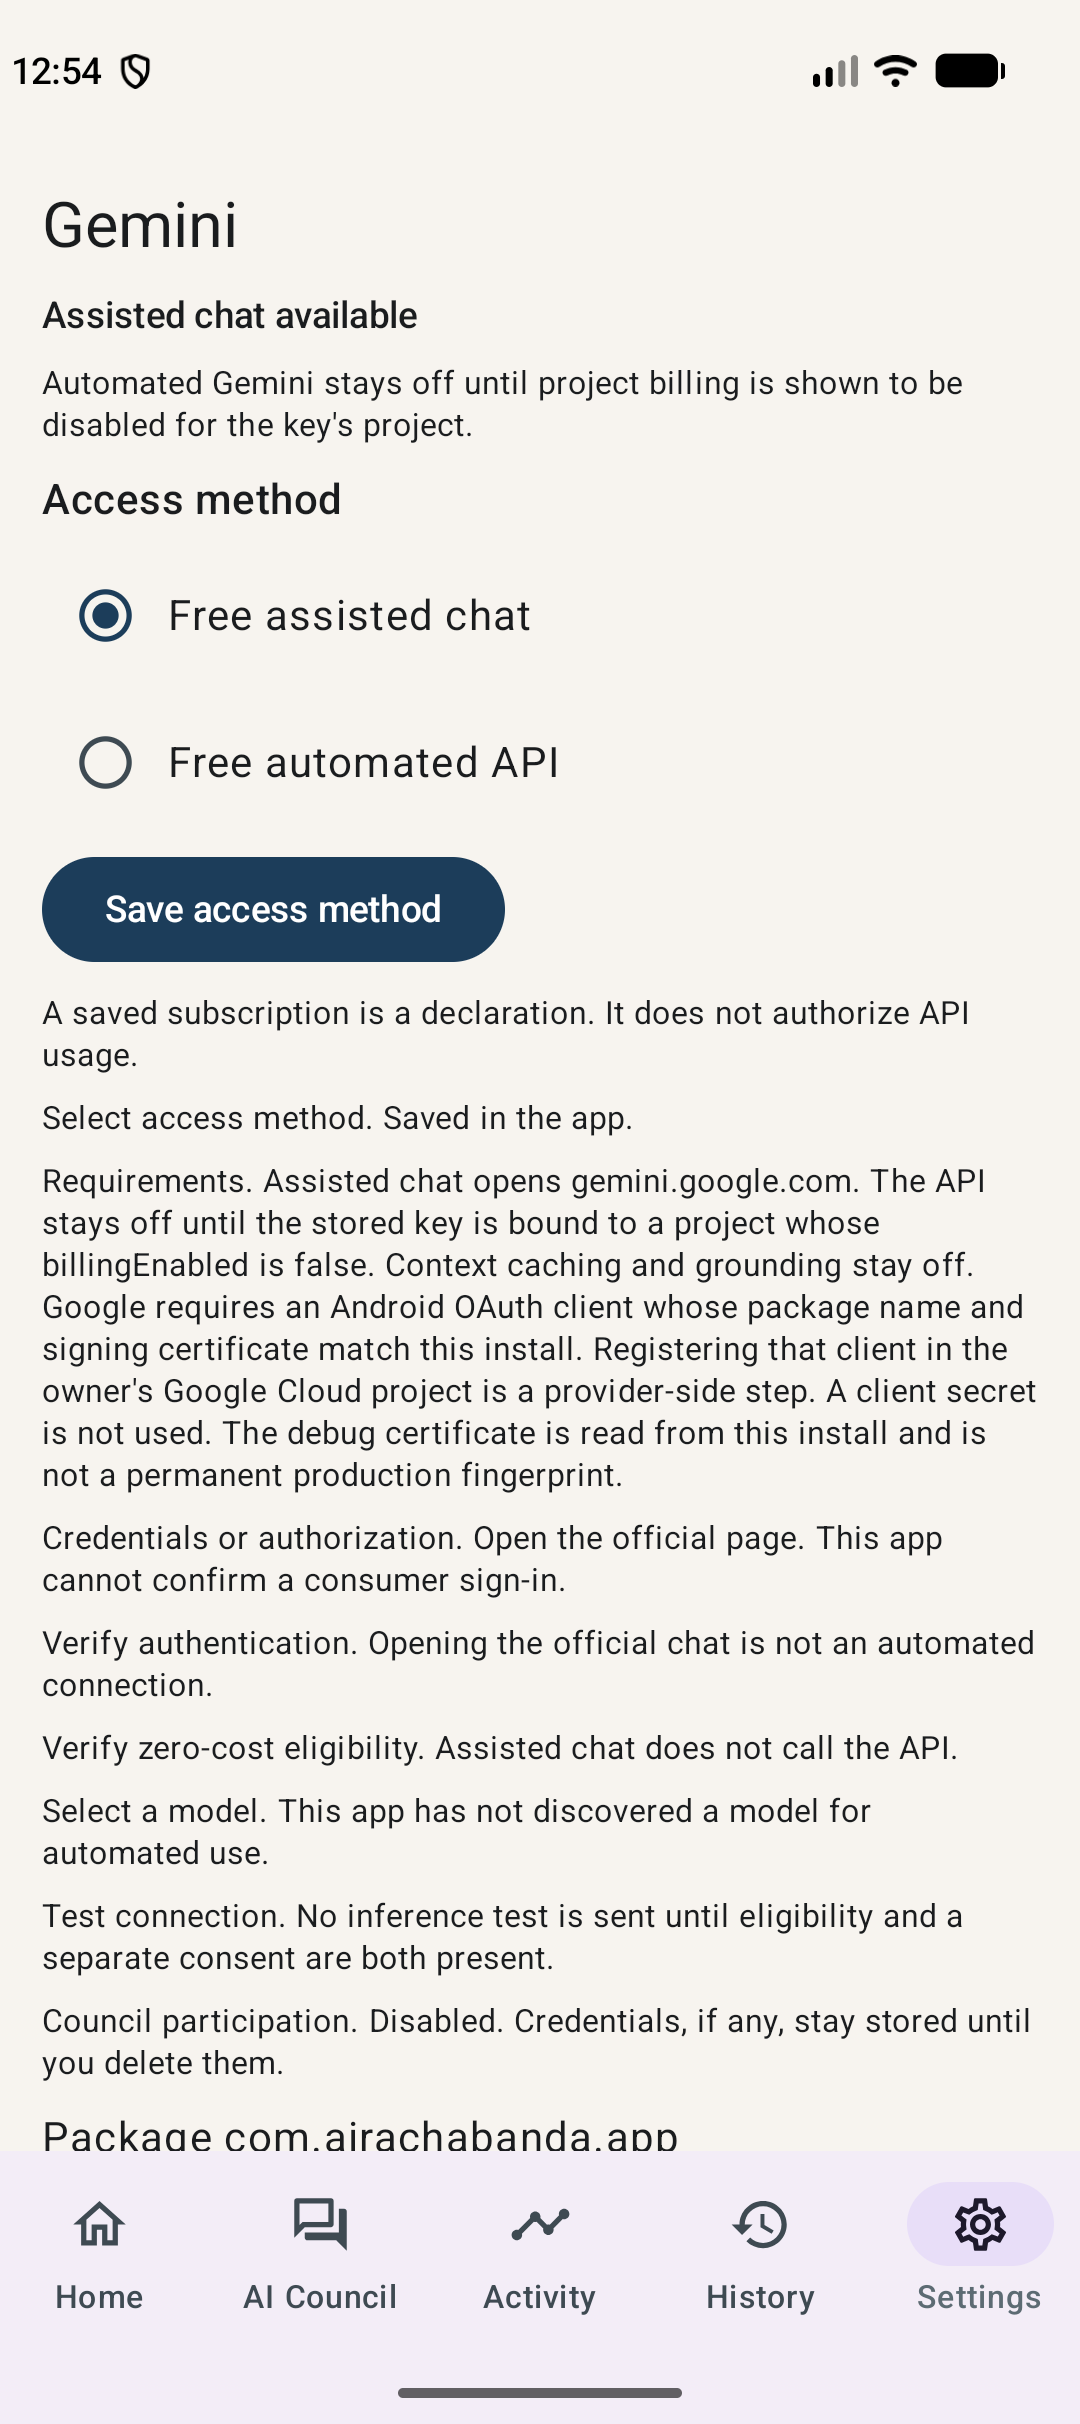 12:54
Gemini
Assisted chat available
Automated Gemini stays off until project billing is shown to be
disabled for the key's project.
Access method
Free assisted chat
Free automated API
Save access method
A saved subscription is a declaration. It does not authorize API
usage.
Select access method. Saved in the app.
Requirements. Assisted chat opens gemini.google.com. The API
stays off until the stored key is bound to a project whose
billingEnabled is false. Context caching and grounding stay off.
Google requires an Android OAuth client whose package name and
signing certificate match this install. Registering that client in the
owner's Google Cloud project is a provider-side step. A client secret
is not used. The debug certificate is read from this install and is
not a permanent production fingerprint.
Credentials or authorization. Open the official page. This app
cannot confirm a consumer sign-in.
Verify authentication. Opening the official chat is not an automated
connection.
Verify zero-cost eligibility. Assisted chat does not call the API.
Select a model. This app has not discovered a model for
automated use.
Test connection. No inference test is sent until eligibility and a
separate consent are both present.
Council participation. Disabled. Credentials, if any, stay stored until
you delete them.
Package com.airachabanda.app
Home
AI Council
Activity
History
Settings